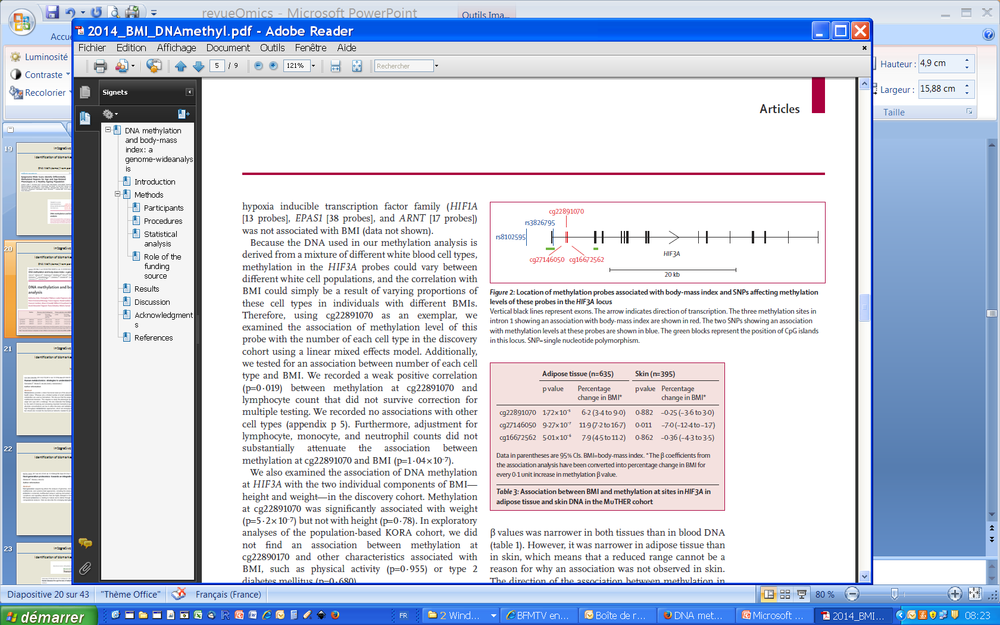 revueOmics - Microsoft PowerPoint
Outils Ima...
2014_BMI_DNAmethyl.pdf - Adobe Reader
Accue
Fichier Edition Affichage Document Outils Fenêtre Aide
Luminosité
Contraste
Recolorier
5 / 9
121%
Rechercher
Hauteur : 4,9 cm
Largeur : 15,88 cm
Taille
Signets
DNA methylation
and body-mass
index: a
genome-wideanalys
is
Introduction
Methods
Participants
Procedures
Statistical
analysis
Role of the
funding
source
Results
Discussion
Acknowledgment
s
References
19
20
21
22
23
Articles
hypoxia inducible transcription factor family (HIF1A
[13 probes], EPAS1 [38 probes], and ARNT [17 probes])
was not associated with BMI (data not shown).
Because the DNA used in our methylation analysis is
derived from a mixture of different white blood cell types,
methylation in the HIF3A probes could vary between
different white cell populations, and the correlation with
BMI could simply be a result of varying proportions of
these cell types in individuals with different BMIs.
Therefore, using cg22891070 as an exemplar, we
examined the association of methylation level of this
probe with the number of each cell type in the discovery
cohort using a linear mixed effects model. Additionally,
we tested for an association between number of each cell
type and BMI. We recorded a weak positive correlation
(p=0·019) between methylation at cg22891070 and
lymphocyte count that did not survive correction for
multiple testing. We recorded no associations with other
cell types (appendix p 5). Furthermore, adjustment for
lymphocyte, monocyte, and neutrophil counts did not
substantially attenuate the association between
methylation at cg22891070 and BMI (p=1·04×10⁻⁷).
We also examined the association of DNA methylation
at HIF3A with the two individual components of BMI—
height and weight—in the discovery cohort. Methylation
at cg22891070 was significantly associated with weight
(p=5·2×10⁻⁷) but not with height (p=0·78). In exploratory
analyses of the population-based KORA cohort, we did
not find an association between methylation at
cg22890170 and other characteristics associated with
BMI, such as physical activity (p=0·955) or type 2
diabetes mellitus (p=0·680).
cg22891070
rs3826795
rs8102595
cg27146050 cg16672562
HIF3A
20 kb
Figure 2: Location of methylation probes associated with body-mass index and SNPs affecting methylation
levels of these probes in the HIF3A locus
Vertical black lines represent exons. The arrow indicates direction of transcription. The three methylation sites in
intron 1 showing an association with body-mass index are shown in red. The two SNPs showing an association
with methylation levels at these probes are shown in blue. The green blocks represent the position of CpG islands
in this locus. SNP=single nucleotide polymorphism.
Adipose tissue (n=635) Skin (n=395)
p value Percentage change in BMI* p value Percentage change in BMI*
cg22891070 1·72×10⁻⁵ 6·2 (3·4 to 9·0) 0·882 –0·25 (–3·6 to 3·0)
cg27146050 9·27×10⁻⁷ 11·9 (7·2 to 16·7) 0·011 –7·0 (–12·4 to –1·7)
cg16672562 5·01×10⁻⁶ 7·9 (4·5 to 11·2) 0·862 –0·36 (–4·3 to 3·5)
Data in parentheses are 95% CIs. BMI=body-mass index. *The β coefficients from
the association analysis have been converted into percentage change in BMI for
every 0·1 unit increase in methylation β value.
Table 3: Association between BMI and methylation at sites in HIF3A in
adipose tissue and skin DNA in the MuTHER cohort
β values was narrower in both tissues than in blood DNA
(table 1). However, it was narrower in adipose tissue than
in skin, which means that a reduced range cannot be a
reason for why an association was not observed in skin.
The direction of the association between methylation in
Diapositive 20 sur 43 "Thème Office" Français (France)
80 %
démarrer
FR
2 Wind...
BFMTV en...
Boîte de r...
DNA met...
Microsoft ...
2014_BMI...
08:23